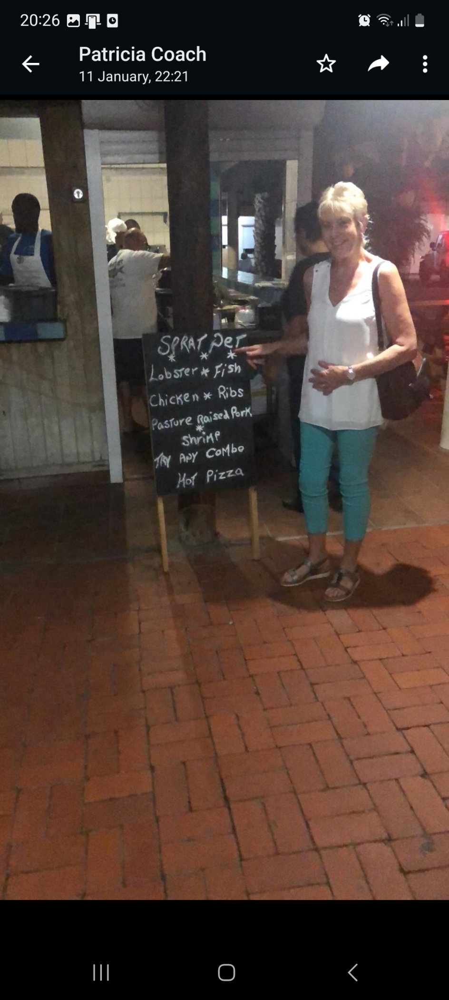 20:26
Patricia Coach
11 January, 22:21
SPRAT Net
* * *
Lobster * Fish
Chicken * Ribs
Pasture Raised Pork
*
Shrimp
TRY ANY COMBO
HOT Pizza